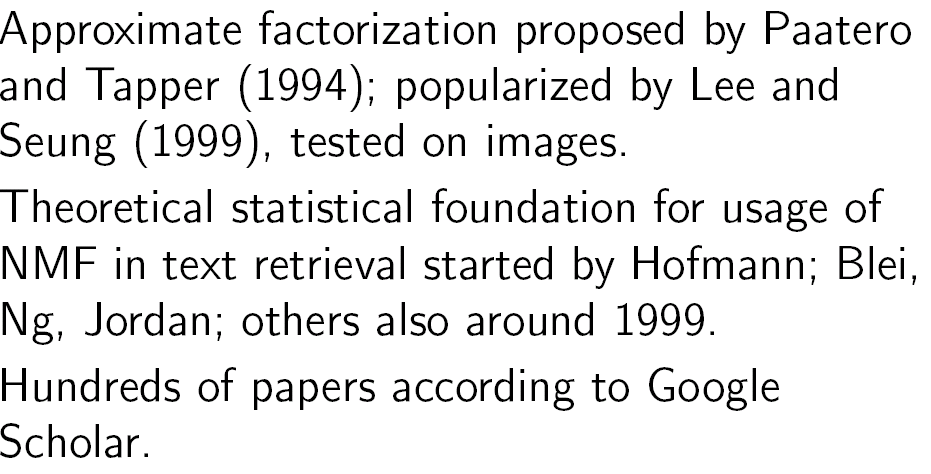 Approximate factorization proposed by Paatero
and Tapper (1994); popularized by Lee and
Seung (1999), tested on images.
Theoretical statistical foundation for usage of
NMF in text retrieval started by Hofmann; Blei,
Ng, Jordan; others also around 1999.
Hundreds of papers according to Google
Scholar.